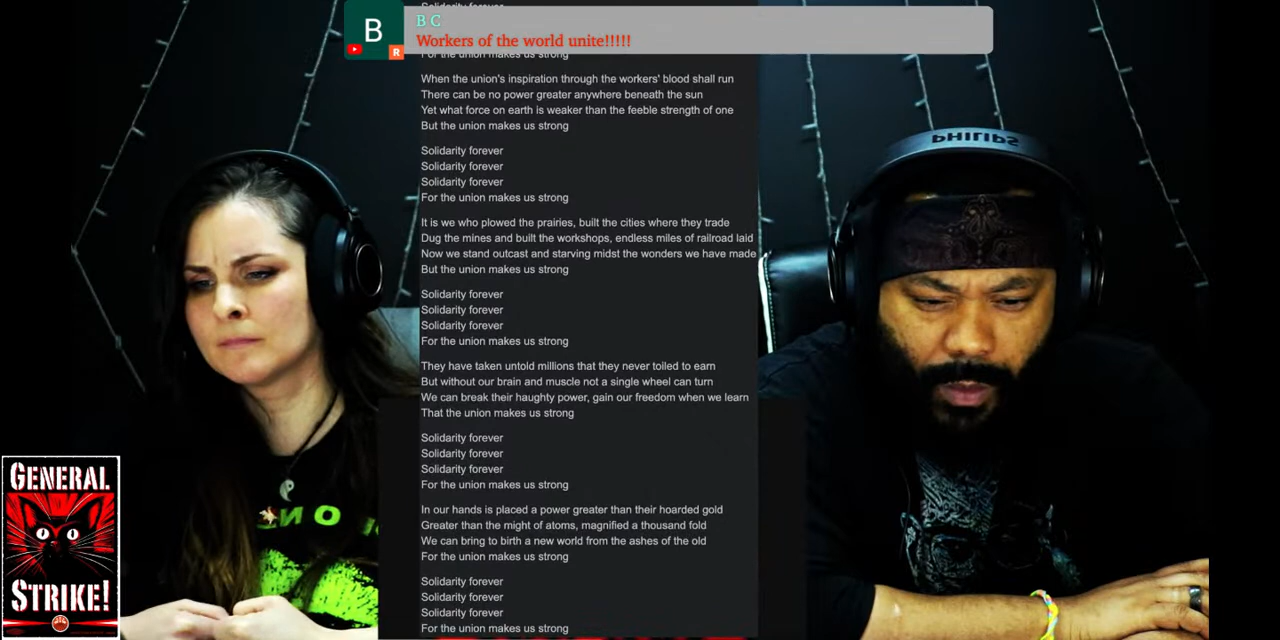 Solidarity forever
B C
B
Workers of the world unite!!!!!
R
For the union makes us strong
When the union's inspiration through the workers' blood shall run
There can be no power greater anywhere beneath the sun
Yet what force on earth is weaker than the feeble strength of one
But the union makes us strong
Solidarity forever
Solidarity forever
Solidarity forever
For the union makes us strong
It is we who plowed the prairies, built the cities where they trade
Dug the mines and built the workshops, endless miles of railroad laid
Now we stand outcast and starving midst the wonders we have made
But the union makes us strong
Solidarity forever
Solidarity forever
Solidarity forever
For the union makes us strong
They have taken untold millions that they never toiled to earn
But without our brain and muscle not a single wheel can turn
We can break their haughty power, gain our freedom when we learn
That the union makes us strong
Solidarity forever
Solidarity forever
Solidarity forever
For the union makes us strong
In our hands is placed a power greater than their hoarded gold
Greater than the might of atoms, magnified a thousand fold
We can bring to birth a new world from the ashes of the old
For the union makes us strong
Solidarity forever
Solidarity forever
Solidarity forever
For the union makes us strong
PHILIPS
GENERAL
STRIKE!